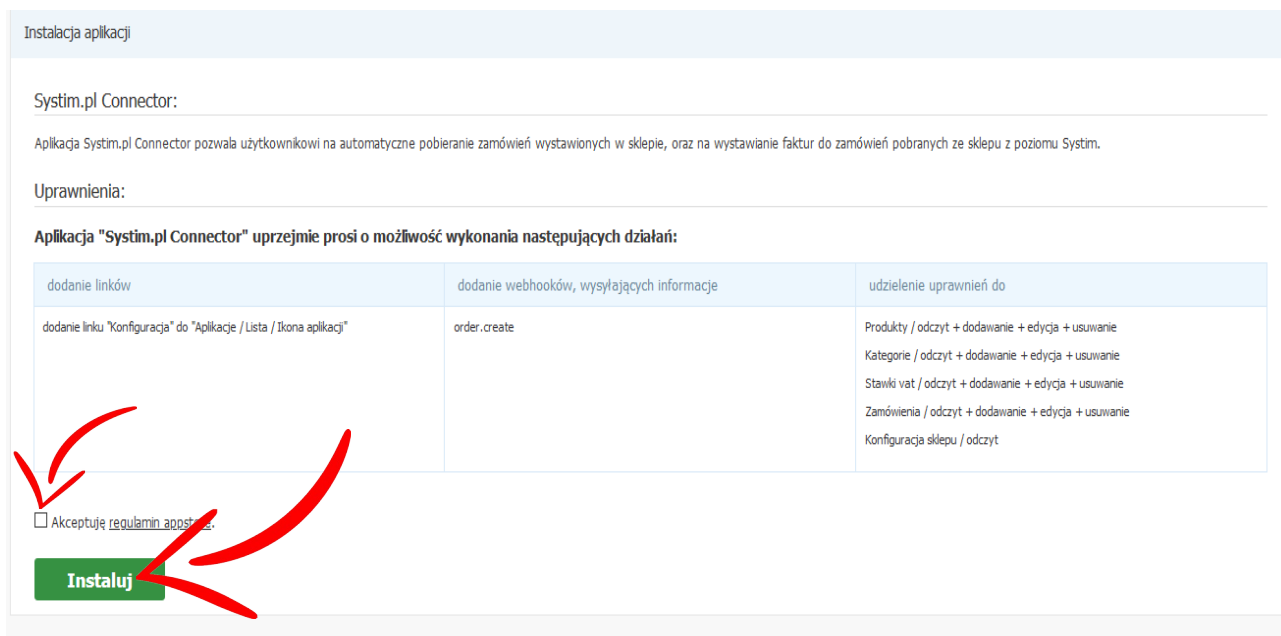 Instalacja aplikacji
Systim.pl Connector:
Aplikacja Systim.pl Connector pozwala użytkownikowi na automatyczne pobieranie zamówień wystawionych w sklepie, oraz na wystawianie faktur do zamówień pobranych ze sklepu z poziomu Systim.
Uprawnienia:
Aplikacja "Systim.pl Connector" uprzejmie prosi o możliwość wykonania następujących działań:
dodanie linków
dodanie webhooków, wysyłających informacje
udzielenie uprawnień do
dodanie linku "Konfiguracja" do "Aplikacje / Lista / Ikona aplikacji"
order.create
Produkty / odczyt + dodawanie + edycja + usuwanie
Kategorie / odczyt + dodawanie + edycja + usuwanie
Stawki vat / odczyt + dodawanie + edycja + usuwanie
Zamówienia / odczyt + dodawanie + edycja + usuwanie
Konfiguracja sklepu / odczyt
Akceptuję regulamin appstore.
Instaluj